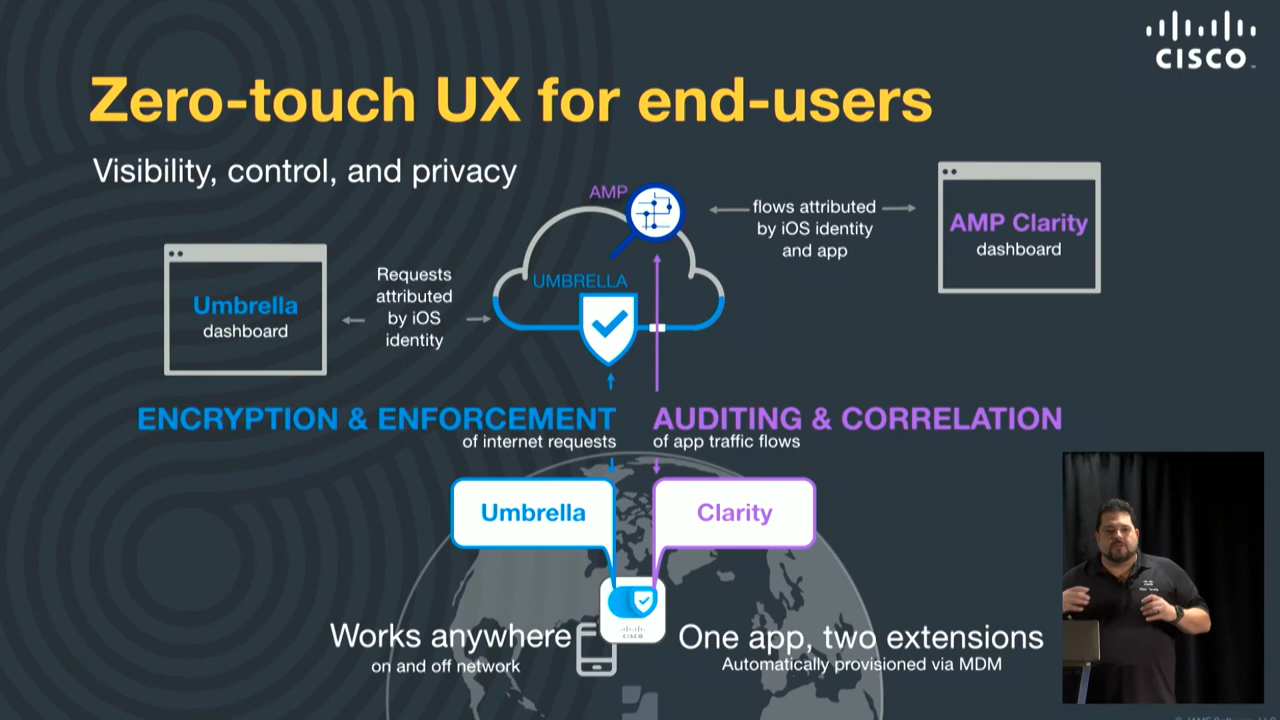 CISCO
Zero-touch UX for end-users
Visibility, control, and privacy
AMP
flows attributed
by iOS identity
and app
AMP Clarity
dashboard
UMBRELLA
Requests
attributed
by iOS
identity
Umbrella
dashboard
ENCRYPTION & ENFORCEMENT
of internet requests
AUDITING & CORRELATION
of app traffic flows
Umbrella
Clarity
CISCO
Works anywhere
on and off network
One app, two extensions
Automatically provisioned via MDM